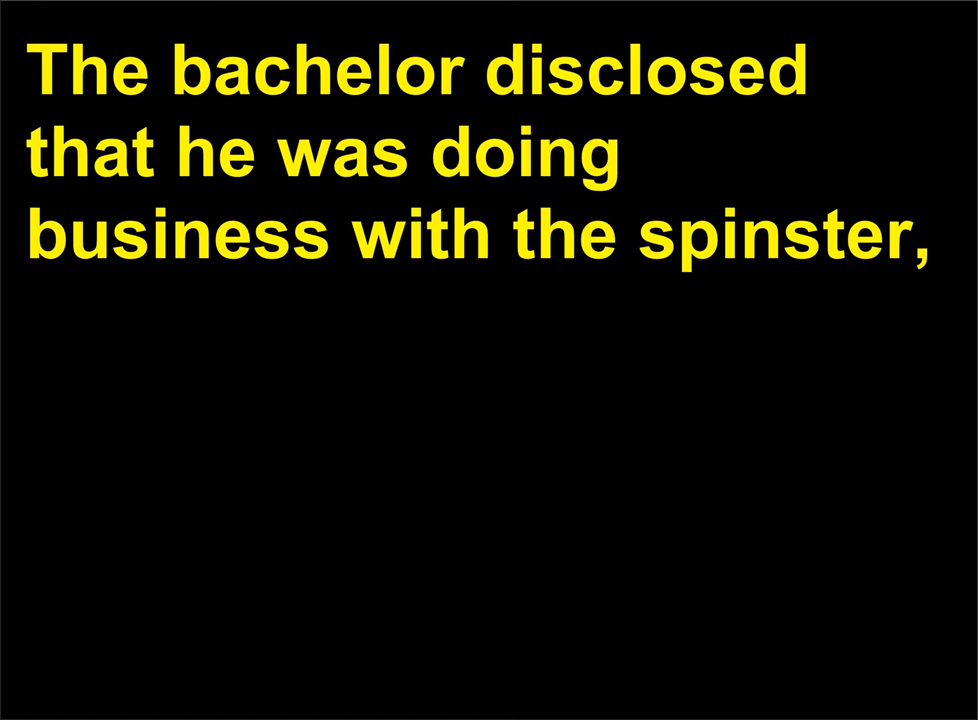 The bachelor disclosed
that he was doing
business with the spinster,